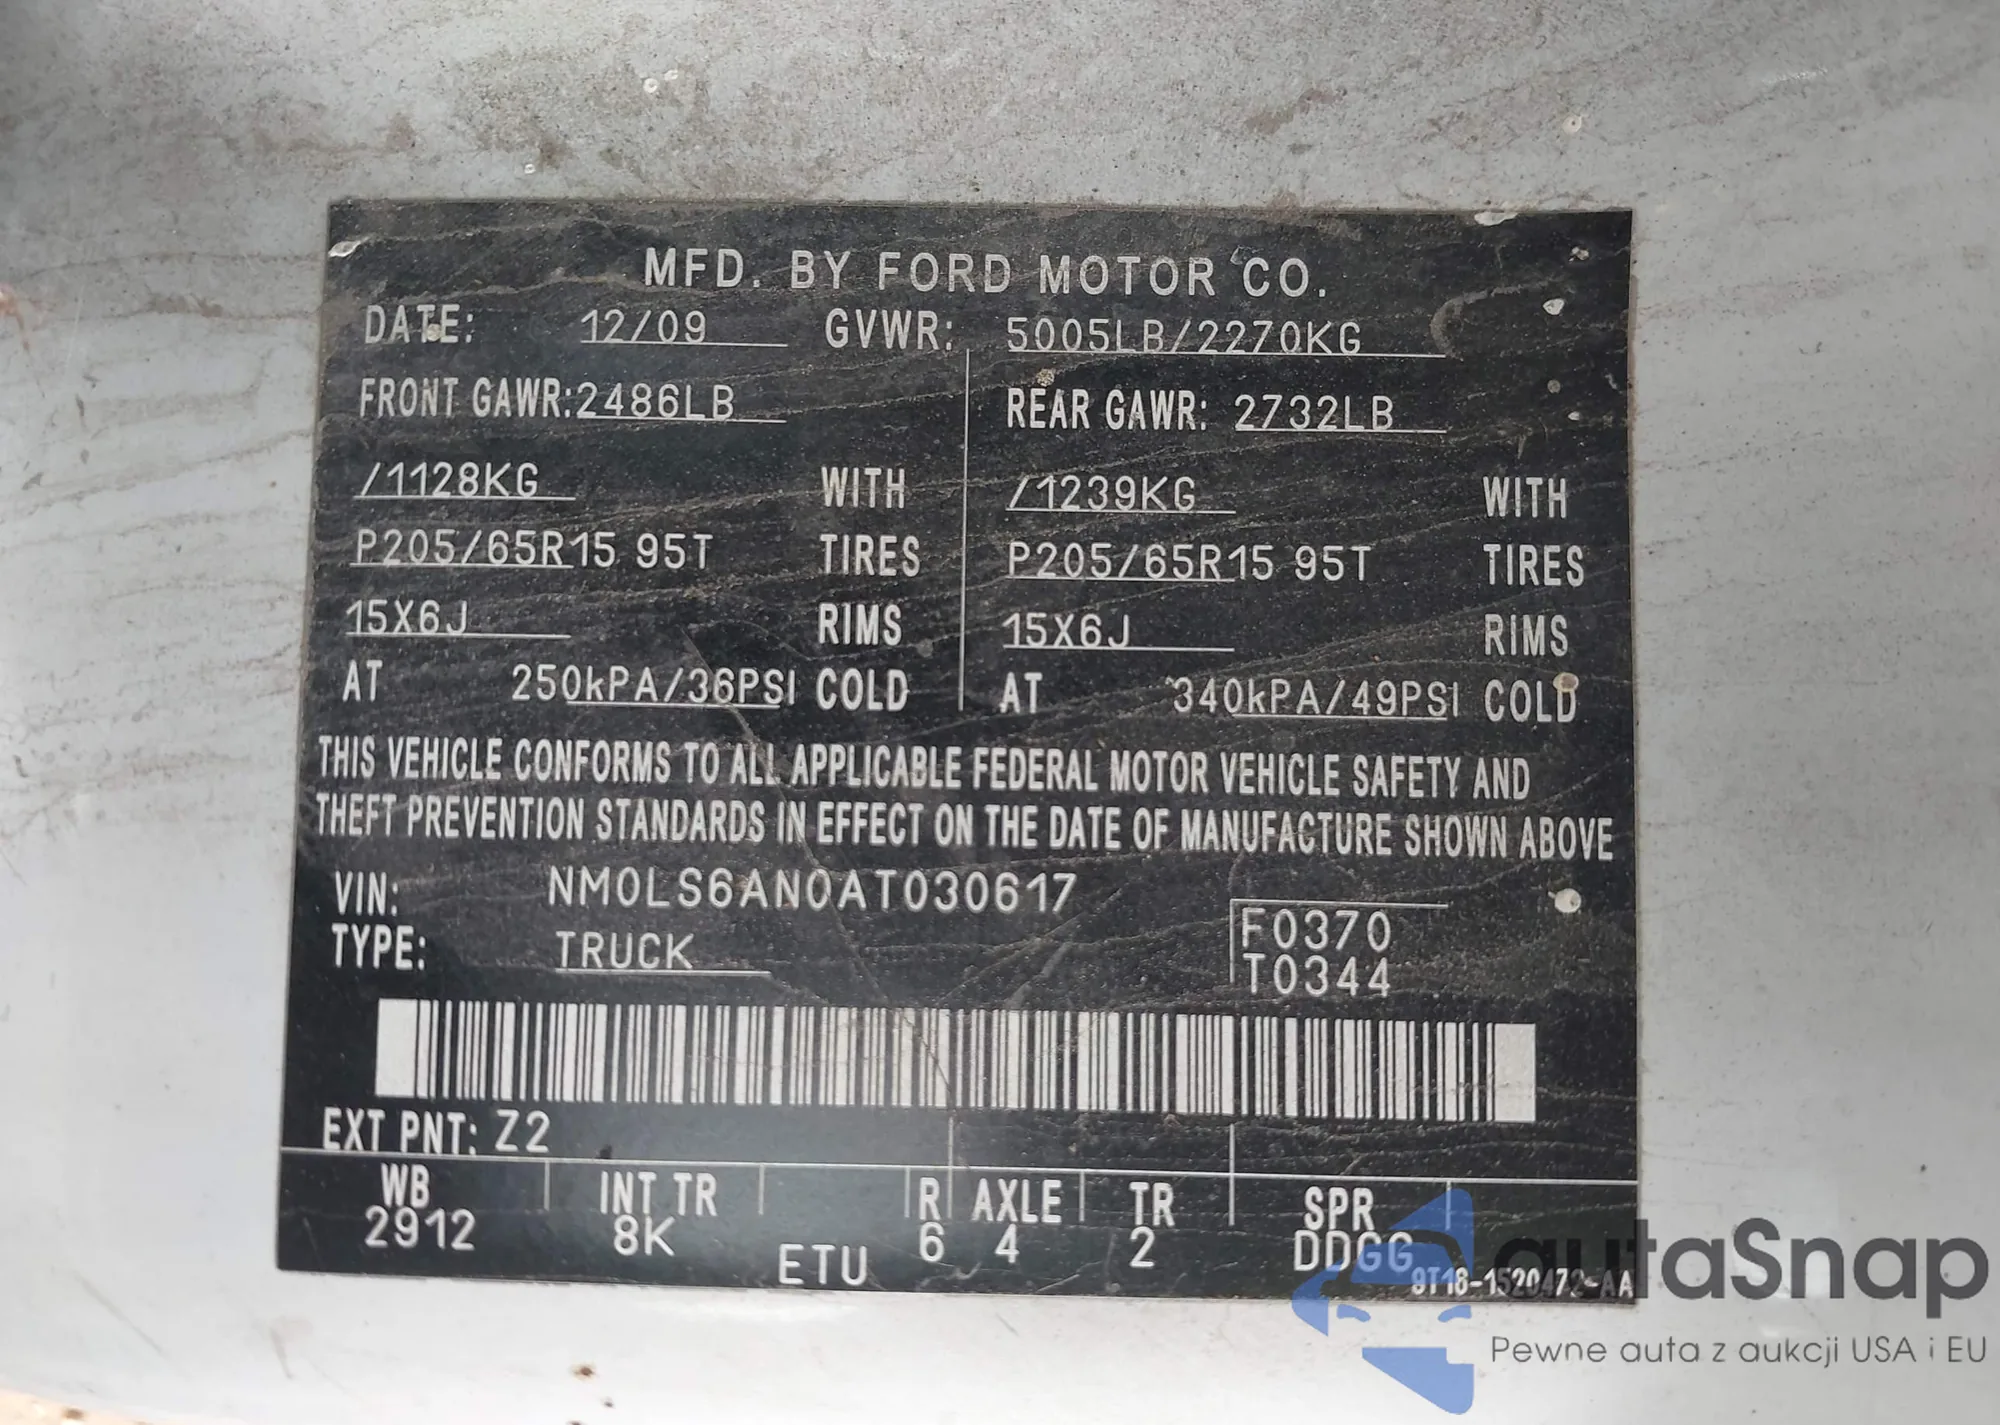 MFD. BY FORD MOTOR CO.
DATE: 12/09 GVWR: 5005LB/2270KG
FRONT GAWR: 2486LB REAR GAWR: 2732LB
/1128KG WITH /1239KG WITH
P205/65R15 95T TIRES P205/65R15 95T TIRES
15X6J RIMS 15X6J RIMS
AT 250kPA/36PSI COLD AT 340kPA/49PSI COLD
THIS VEHICLE CONFORMS TO ALL APPLICABLE FEDERAL MOTOR VEHICLE SAFETY AND
THEFT PREVENTION STANDARDS IN EFFECT ON THE DATE OF MANUFACTURE SHOWN ABOVE
VIN: NM0LS6AN0AT030617
TYPE: TRUCK
F0370
T0344
EXT PNT: Z2
WB INT TR R AXLE TR SPR
2912 8K ETU 6 4 2 DDGG
9T16-1520472-AA
autaSnap
Pewne auta z aukcji USA i EU